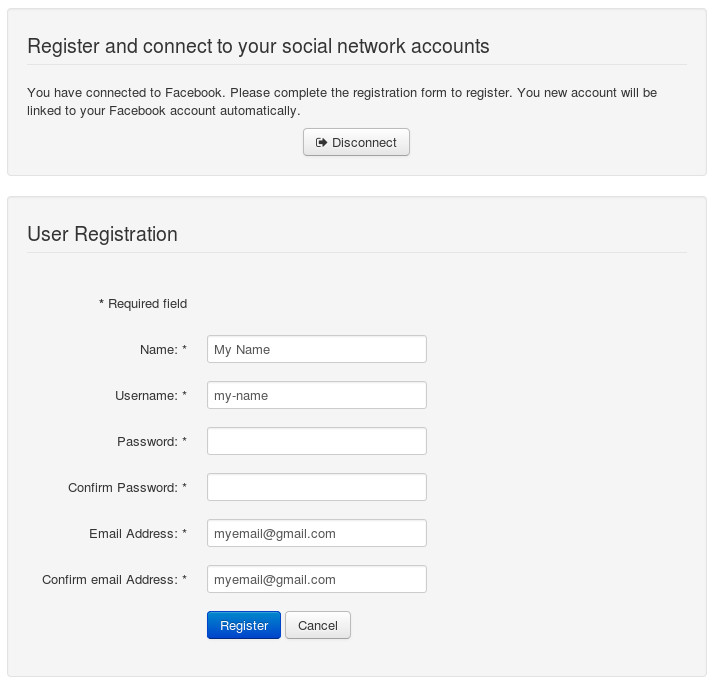 Register and connect to your social network accounts
You have connected to Facebook. Please complete the registration form to register. You new account will be
linked to your Facebook account automatically.
Disconnect
User Registration
* Required field
Name: * My Name
Username: * my-name
Password: *
Confirm Password: *
Email Address: * myemail@gmail.com
Confirm email Address: * myemail@gmail.com
Register Cancel